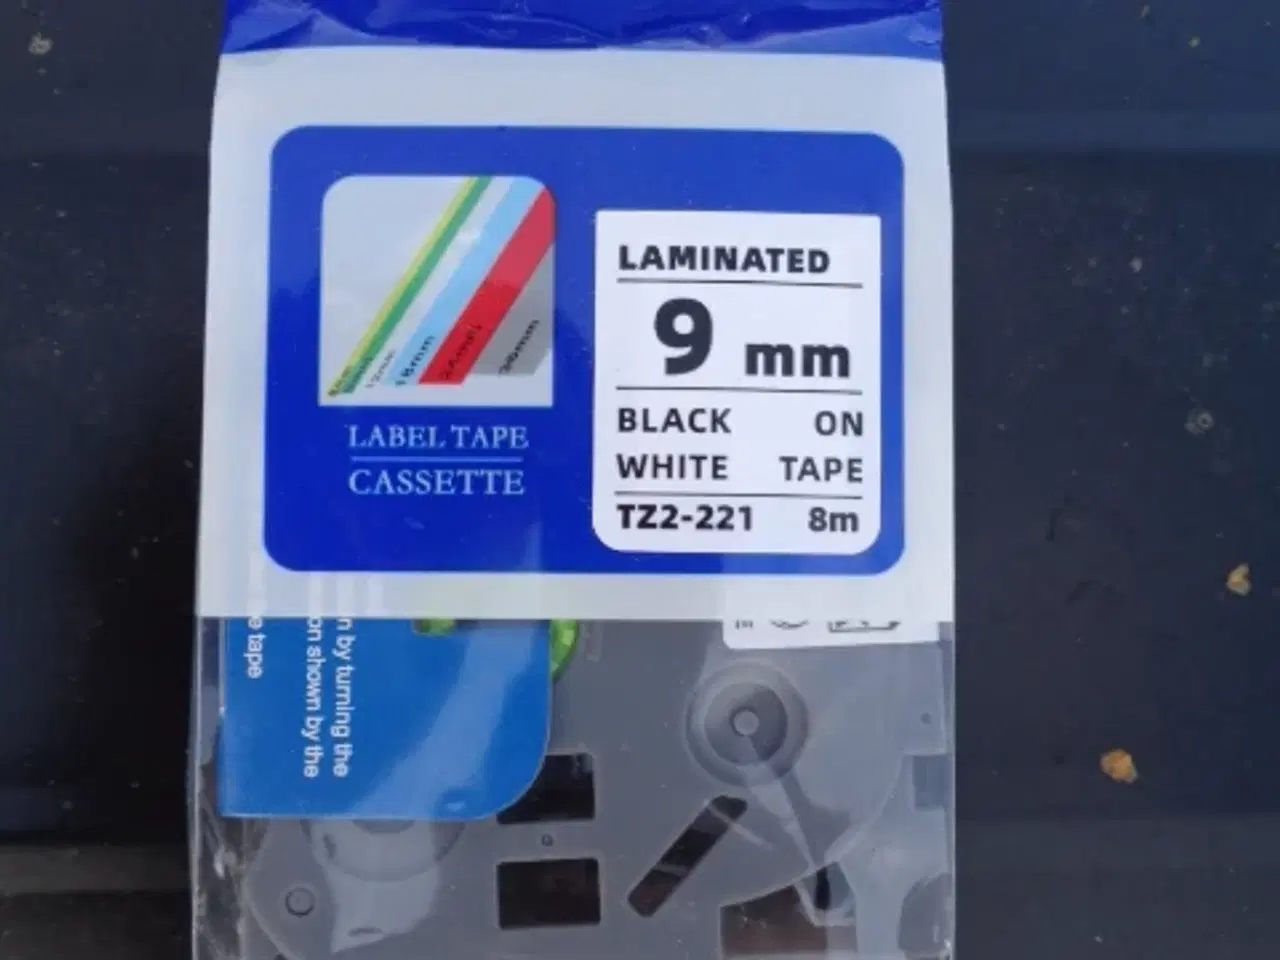 LAMINATED
9 mm
BLACK ON
WHITE TAPE
TZ2-221 8m
18mm
LABEL TAPE
CASSETTE
n by turning the
on shown by the
e tape